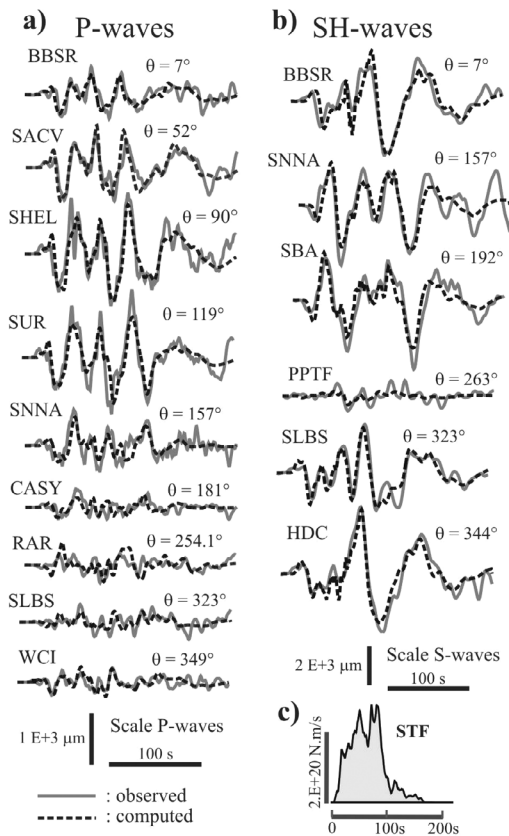 a) P-waves
BBSR
θ = 7°
SACV
θ = 52°
SHEL
θ = 90°
SUR
θ = 119°
SNNA
θ = 157°
CASY
θ = 181°
RAR
θ = 254.1°
SLBS
θ = 323°
WCI
θ = 349°
1 E+3 μm
Scale P-waves
100 s
: observed
: computed
b) SH-waves
BBSR
θ = 7°
SNNA
θ = 157°
SBA
θ = 192°
PPTF
θ = 263°
SLBS
θ = 323°
HDC
θ = 344°
2 E+3 μm
Scale S-waves
100 s
c)
STF
2.E+20 N.m/s
0 100s 200s